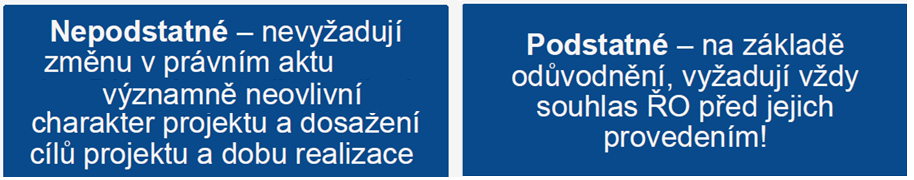 Nepodstatné – nevyžadují
změnu v právním aktu
významně neovlivní
charakter projektu a dosažení
cílů projektu a dobu realizace
Podstatné – na základě
odůvodnění, vyžadují vždy
souhlas ŘO před jejich
provedením!